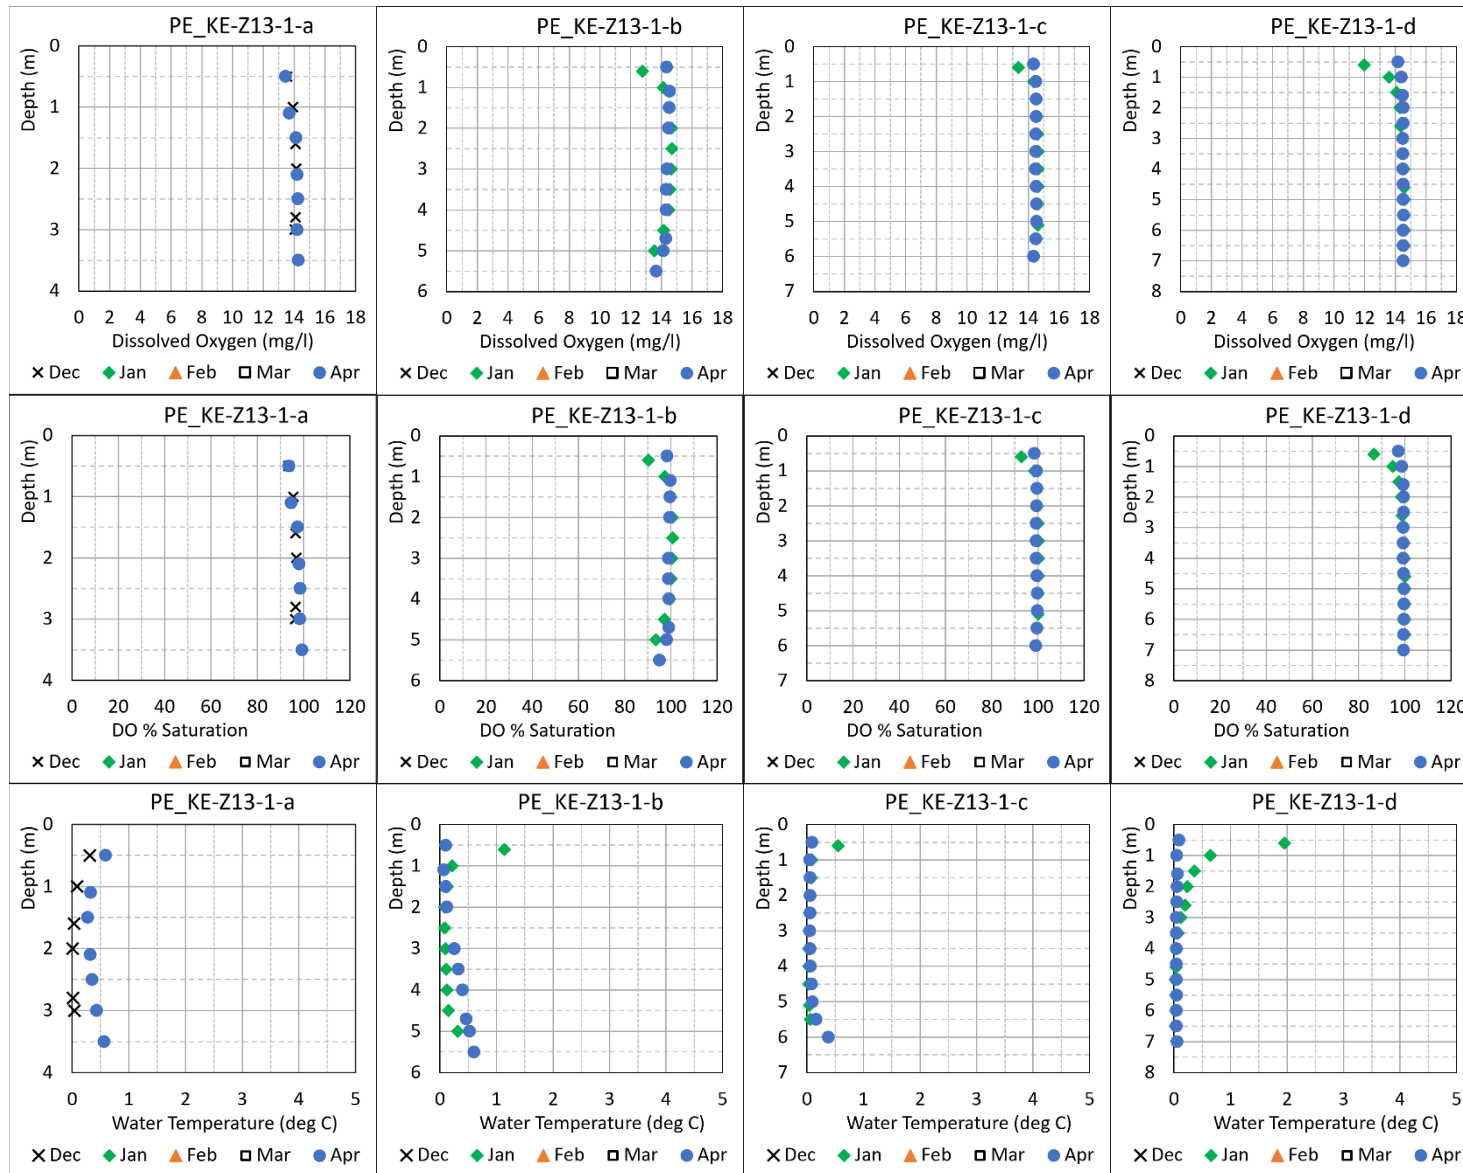 PE_KE-Z13-1-a
Depth (m)
0
1
2
3
4
0 2 4 6 8 10 12 14 16 18
Dissolved Oxygen (mg/l)
Dec Jan Feb Mar Apr
PE_KE-Z13-1-b
Depth (m)
0
1
2
3
4
5
6
0 2 4 6 8 10 12 14 16 18
Dissolved Oxygen (mg/l)
Dec Jan Feb Mar Apr
PE_KE-Z13-1-c
Depth (m)
0
1
2
3
4
5
6
7
0 2 4 6 8 10 12 14 16 18
Dissolved Oxygen (mg/l)
Dec Jan Feb Mar Apr
PE_KE-Z13-1-d
Depth (m)
0
1
2
3
4
5
6
7
8
0 2 4 6 8 10 12 14 16 18
Dissolved Oxygen (mg/l)
Dec Jan Feb Mar Apr
PE_KE-Z13-1-a
Depth (m)
0
1
2
3
4
0 20 40 60 80 100 120
DO % Saturation
Dec Jan Feb Mar Apr
PE_KE-Z13-1-b
Depth (m)
0
1
2
3
4
5
6
0 20 40 60 80 100 120
DO % Saturation
Dec Jan Feb Mar Apr
PE_KE-Z13-1-c
Depth (m)
0
1
2
3
4
5
6
7
0 20 40 60 80 100 120
DO % Saturation
Dec Jan Feb Mar Apr
PE_KE-Z13-1-d
Depth (m)
0
1
2
3
4
5
6
7
8
0 20 40 60 80 100 120
DO % Saturation
Dec Jan Feb Mar Apr
PE_KE-Z13-1-a
Depth (m)
0
1
2
3
4
0 1 2 3 4 5
Water Temperature (deg C)
Dec Jan Feb Mar Apr
PE_KE-Z13-1-b
Depth (m)
0
1
2
3
4
5
6
0 1 2 3 4 5
Water Temperature (deg C)
Dec Jan Feb Mar Apr
PE_KE-Z13-1-c
Depth (m)
0
1
2
3
4
5
6
7
0 1 2 3 4 5
Water Temperature (deg C)
Dec Jan Feb Mar Apr
PE_KE-Z13-1-d
Depth (m)
0
1
2
3
4
5
6
7
8
0 1 2 3 4 5
Water Temperature (deg C)
Dec Jan Feb Mar Apr